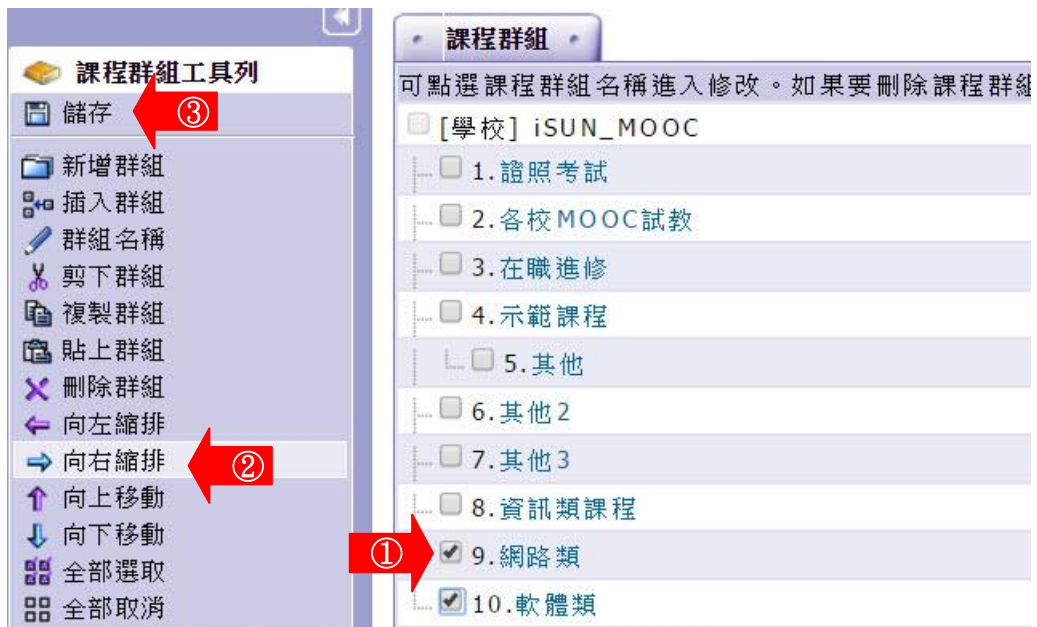 課程群組工具列
儲存
③
新增群組
插入群組
群組名稱
剪下群組
複製群組
貼上群組
刪除群組
向左縮排
向右縮排
②
向上移動
向下移動
全部選取
全部取消
課程群組
可點選課程群組名稱進入修改。如果要刪除課程群組
[學校] iSUN_MOOC
1.證照考試
2.各校MOOC試教
3.在職進修
4.示範課程
5.其他
6.其他2
7.其他3
8.資訊類課程
①
9.網路類
10.軟體類